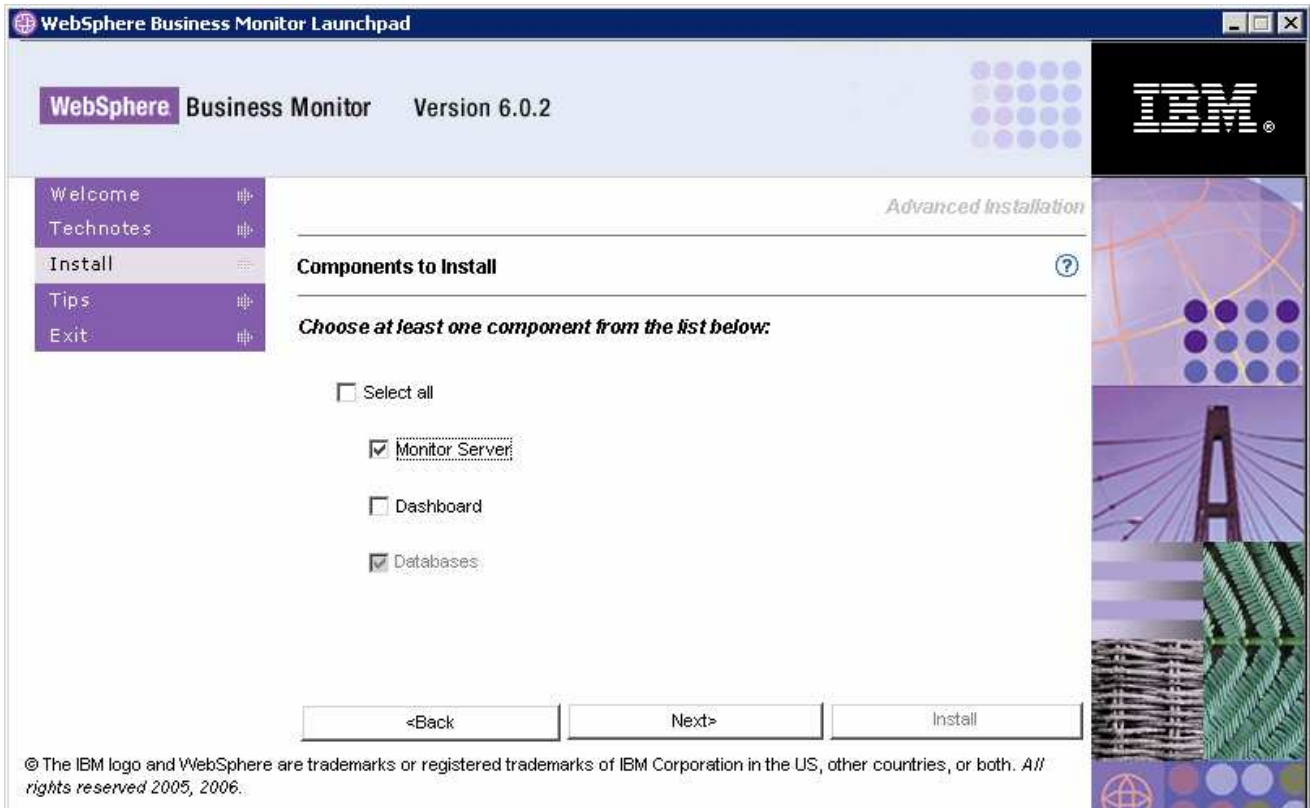 WebSphere Business Monitor Launchpad
WebSphere Business Monitor Version 6.0.2
IBM ®
Welcome
Technotes
Install
Tips
Exit
Advanced Installation
Components to Install
?
Choose at least one component from the list below:
Select all
Monitor Server
Dashboard
Databases
<Back
Next>
Install
© The IBM logo and WebSphere are trademarks or registered trademarks of IBM Corporation in the US, other countries, or both. All
rights reserved 2005, 2006.